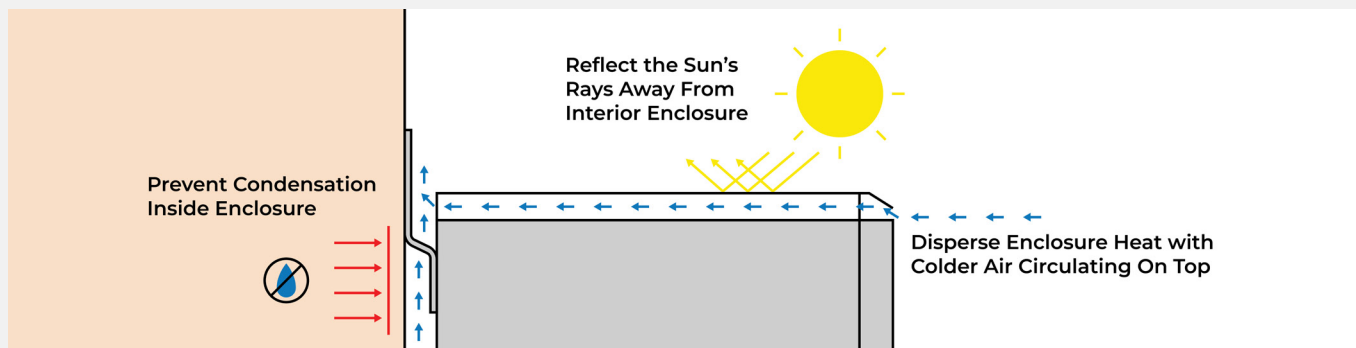 Reflect the Sun's
Rays Away From
Interior Enclosure
Prevent Condensation
Inside Enclosure
Disperse Enclosure Heat with
Colder Air Circulating On Top